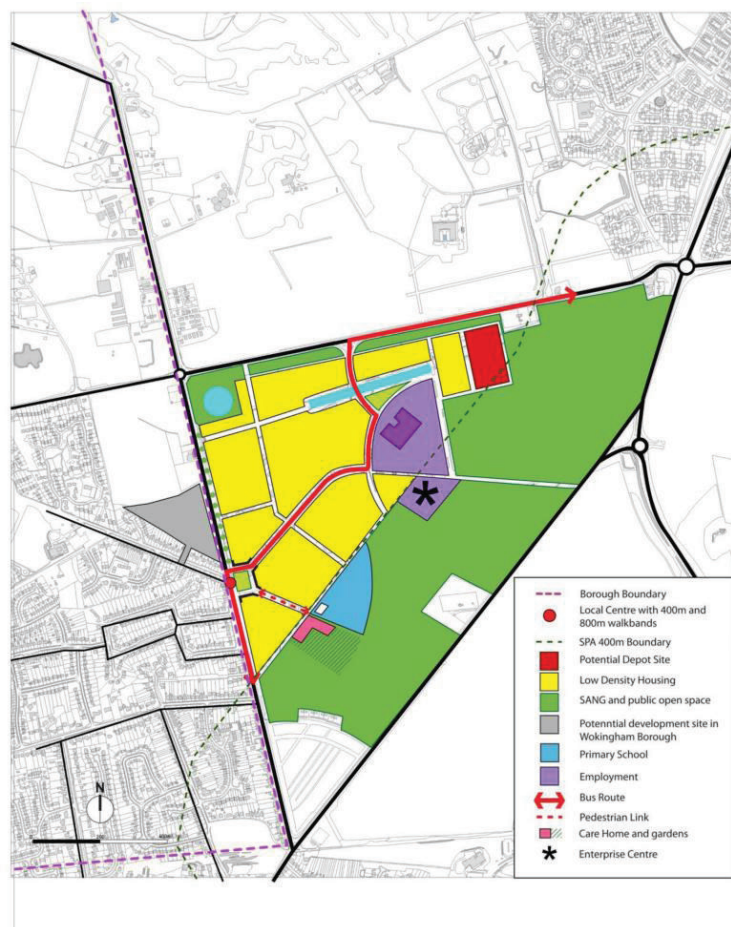 Borough Boundary
Local Centre with 400m and
800m walkbands
SPA 400m Boundary
Potential Depot Site
Low Density Housing
SANG and public open space
Potenntial development site in
Wokingham Borough
Primary School
Employment
Bus Route
Pedestrian Link
Care Home and gardens
Enterprise Centre
N